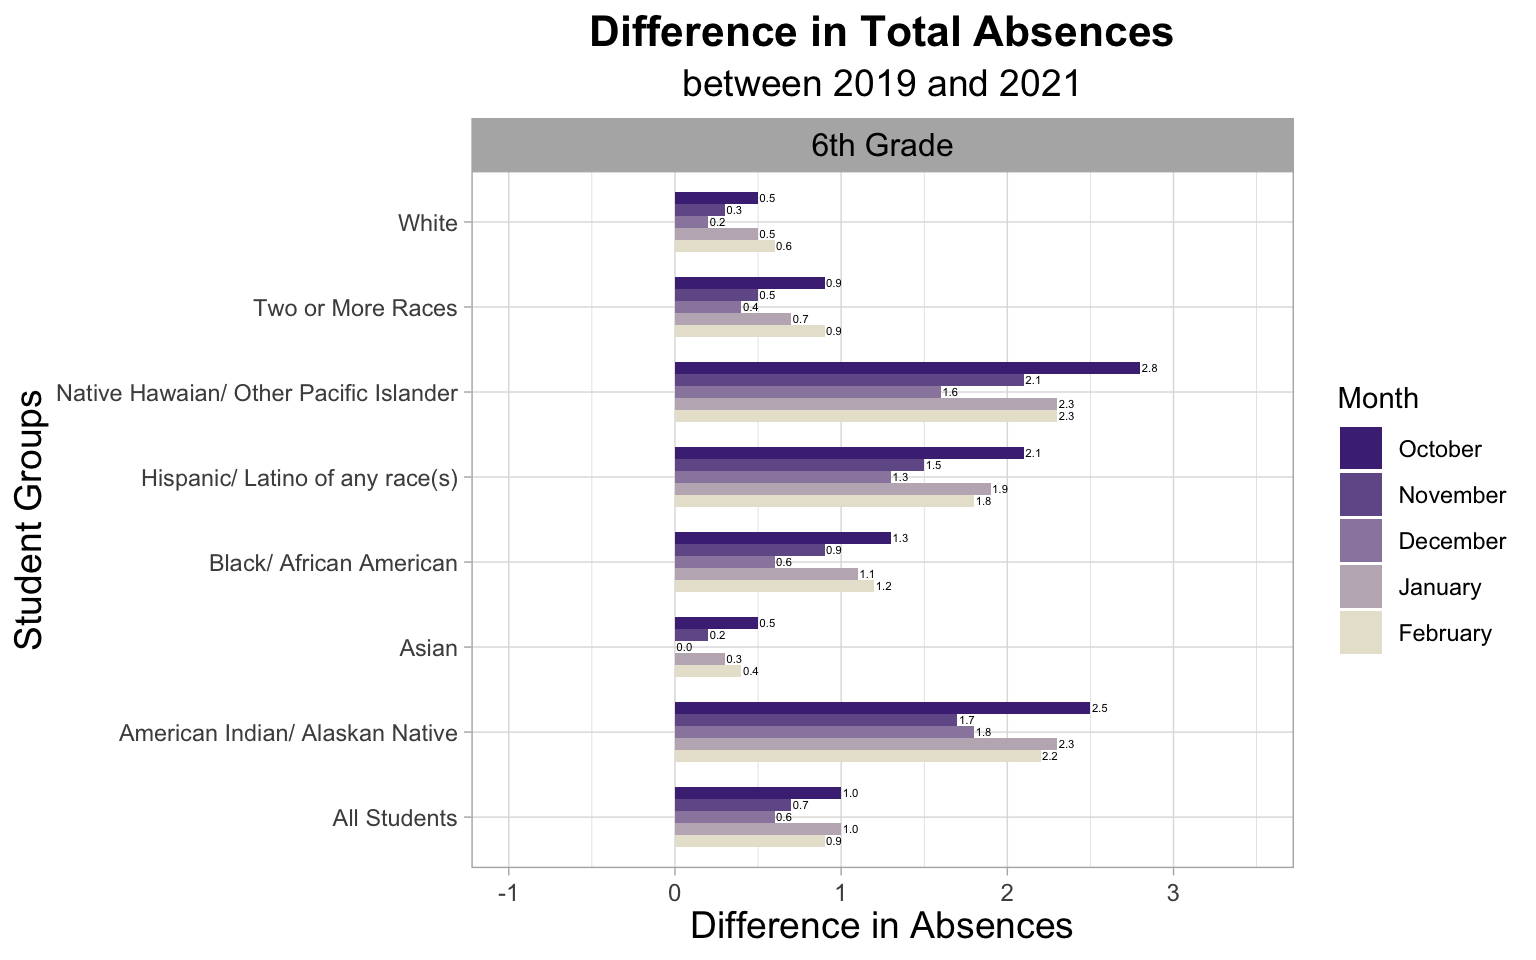 Difference in Total Absences
between 2019 and 2021
6th Grade
Student Groups
White
0.5
0.3
0.2
0.5
0.6
Two or More Races
0.9
0.5
0.4
0.7
0.9
Native Hawaian/ Other Pacific Islander
2.8
2.1
1.6
2.3
2.3
Hispanic/ Latino of any race(s)
2.1
1.5
1.3
1.9
1.8
Black/ African American
1.3
0.9
0.6
1.1
1.2
Asian
0.5
0.2
0.0
0.3
0.4
American Indian/ Alaskan Native
2.5
1.7
1.8
2.3
2.2
All Students
1.0
0.7
0.6
1.0
0.9
-1 0 1 2 3
Difference in Absences
Month
October
November
December
January
February